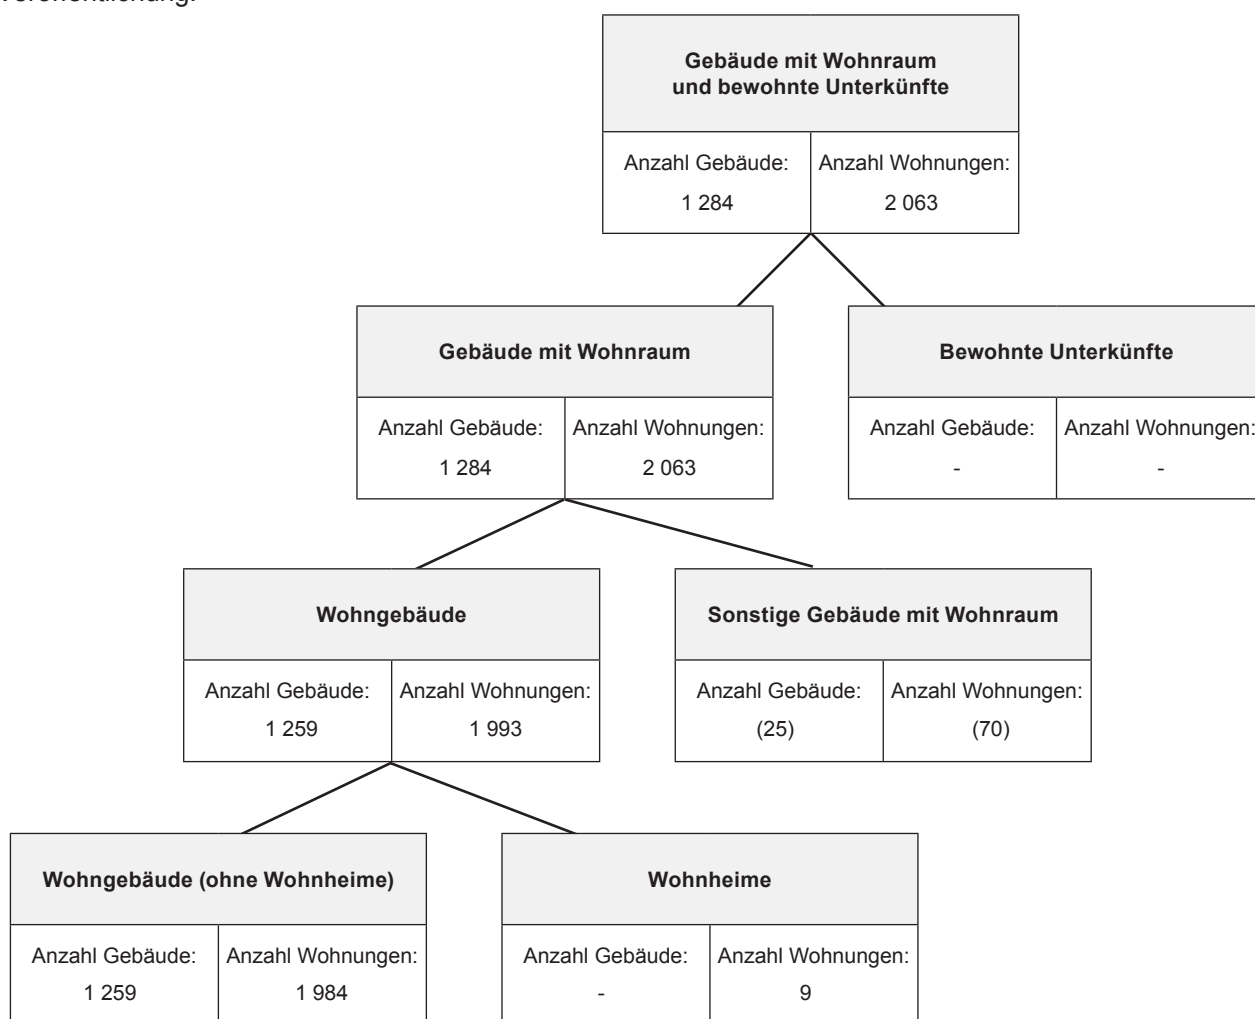 Veröffentlichung.
Gebäude mit Wohnraum
und bewohnte Unterkünfte
Anzahl Gebäude: Anzahl Wohnungen:
1 284 2 063
Gebäude mit Wohnraum Bewohnte Unterkünfte
Anzahl Gebäude: Anzahl Wohnungen: Anzahl Gebäude: Anzahl Wohnungen:
1 284 2 063 - -
Wohngebäude Sonstige Gebäude mit Wohnraum
Anzahl Gebäude: Anzahl Wohnungen: Anzahl Gebäude: Anzahl Wohnungen:
1 259 1 993 (25) (70)
Wohngebäude (ohne Wohnheime) Wohnheime
Anzahl Gebäude: Anzahl Wohnungen: Anzahl Gebäude: Anzahl Wohnungen:
1 259 1 984 - 9